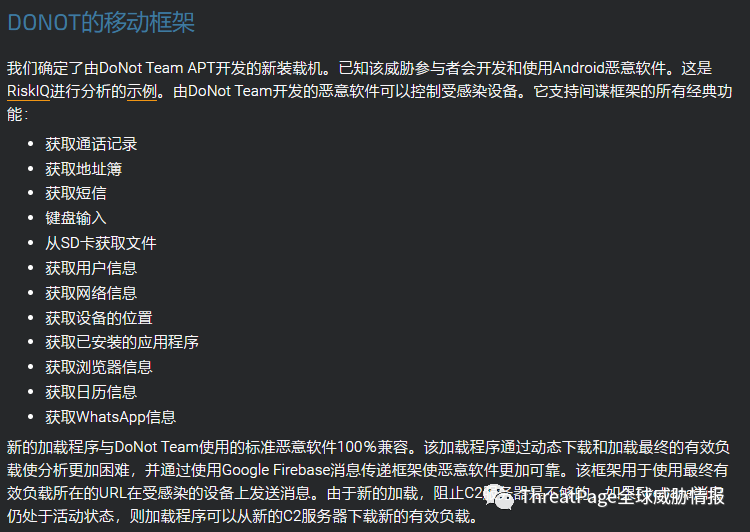 DONOT的移动框架
我们确定了由DoNot Team APT开发的新装载机。已知该威胁参与者会开发和使用Android恶意软件。这是
RiskIQ进行分析的示例。由DoNot Team开发的恶意软件可以控制受感染设备。它支持间谍框架的所有经典功
能：
• 获取通话记录
• 获取地址簿
• 获取短信
• 键盘输入
• 从SD卡获取文件
• 获取用户信息
• 获取网络信息
• 获取设备的位置
• 获取已安装的应用程序
• 获取浏览器信息
• 获取日历信息
• 获取WhatsApp信息
新的加载程序与DoNot Team使用的标准恶意软件100％兼容。该加载程序通过动态下载和加载最终的有效负
载使分析更加困难，并通过使用Google Firebase消息传递框架使恶意软件更加可靠。该框架用于使用最终有
效负载所在的URL在受感染的设备上发送消息。由于新的加载，阻止C2服务器
ThreatPage全球威胁情报
仍处于活动状态，则加载程序可以从新的C2服务器下载新的有效负载。